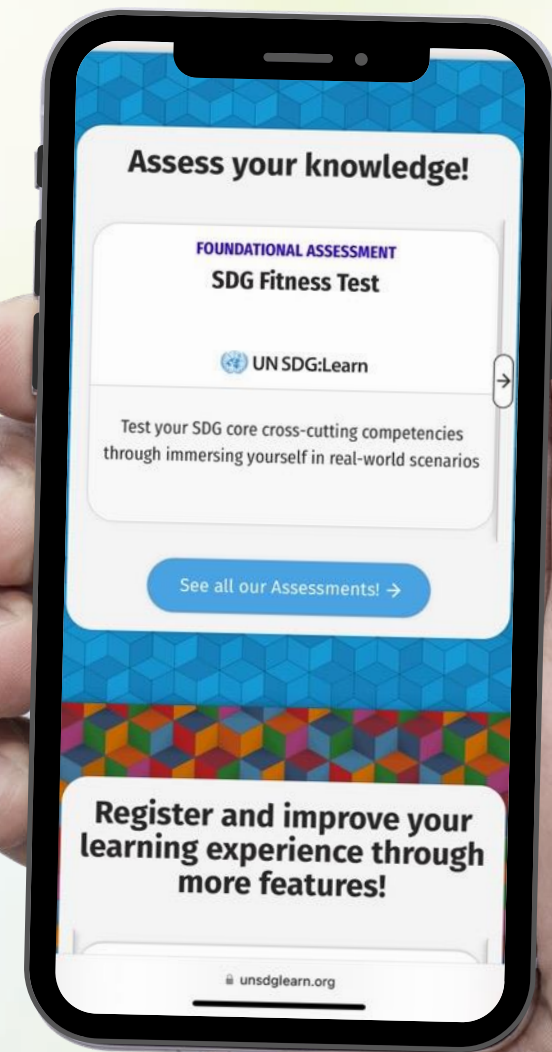 Assess your knowledge!
FOUNDATIONAL ASSESSMENT
SDG Fitness Test
UN SDG:Learn
Test your SDG core cross-cutting competencies
through immersing yourself in real-world scenarios
See all our Assessments! →
Register and improve your
learning experience through
more features!
unsdglearn.org